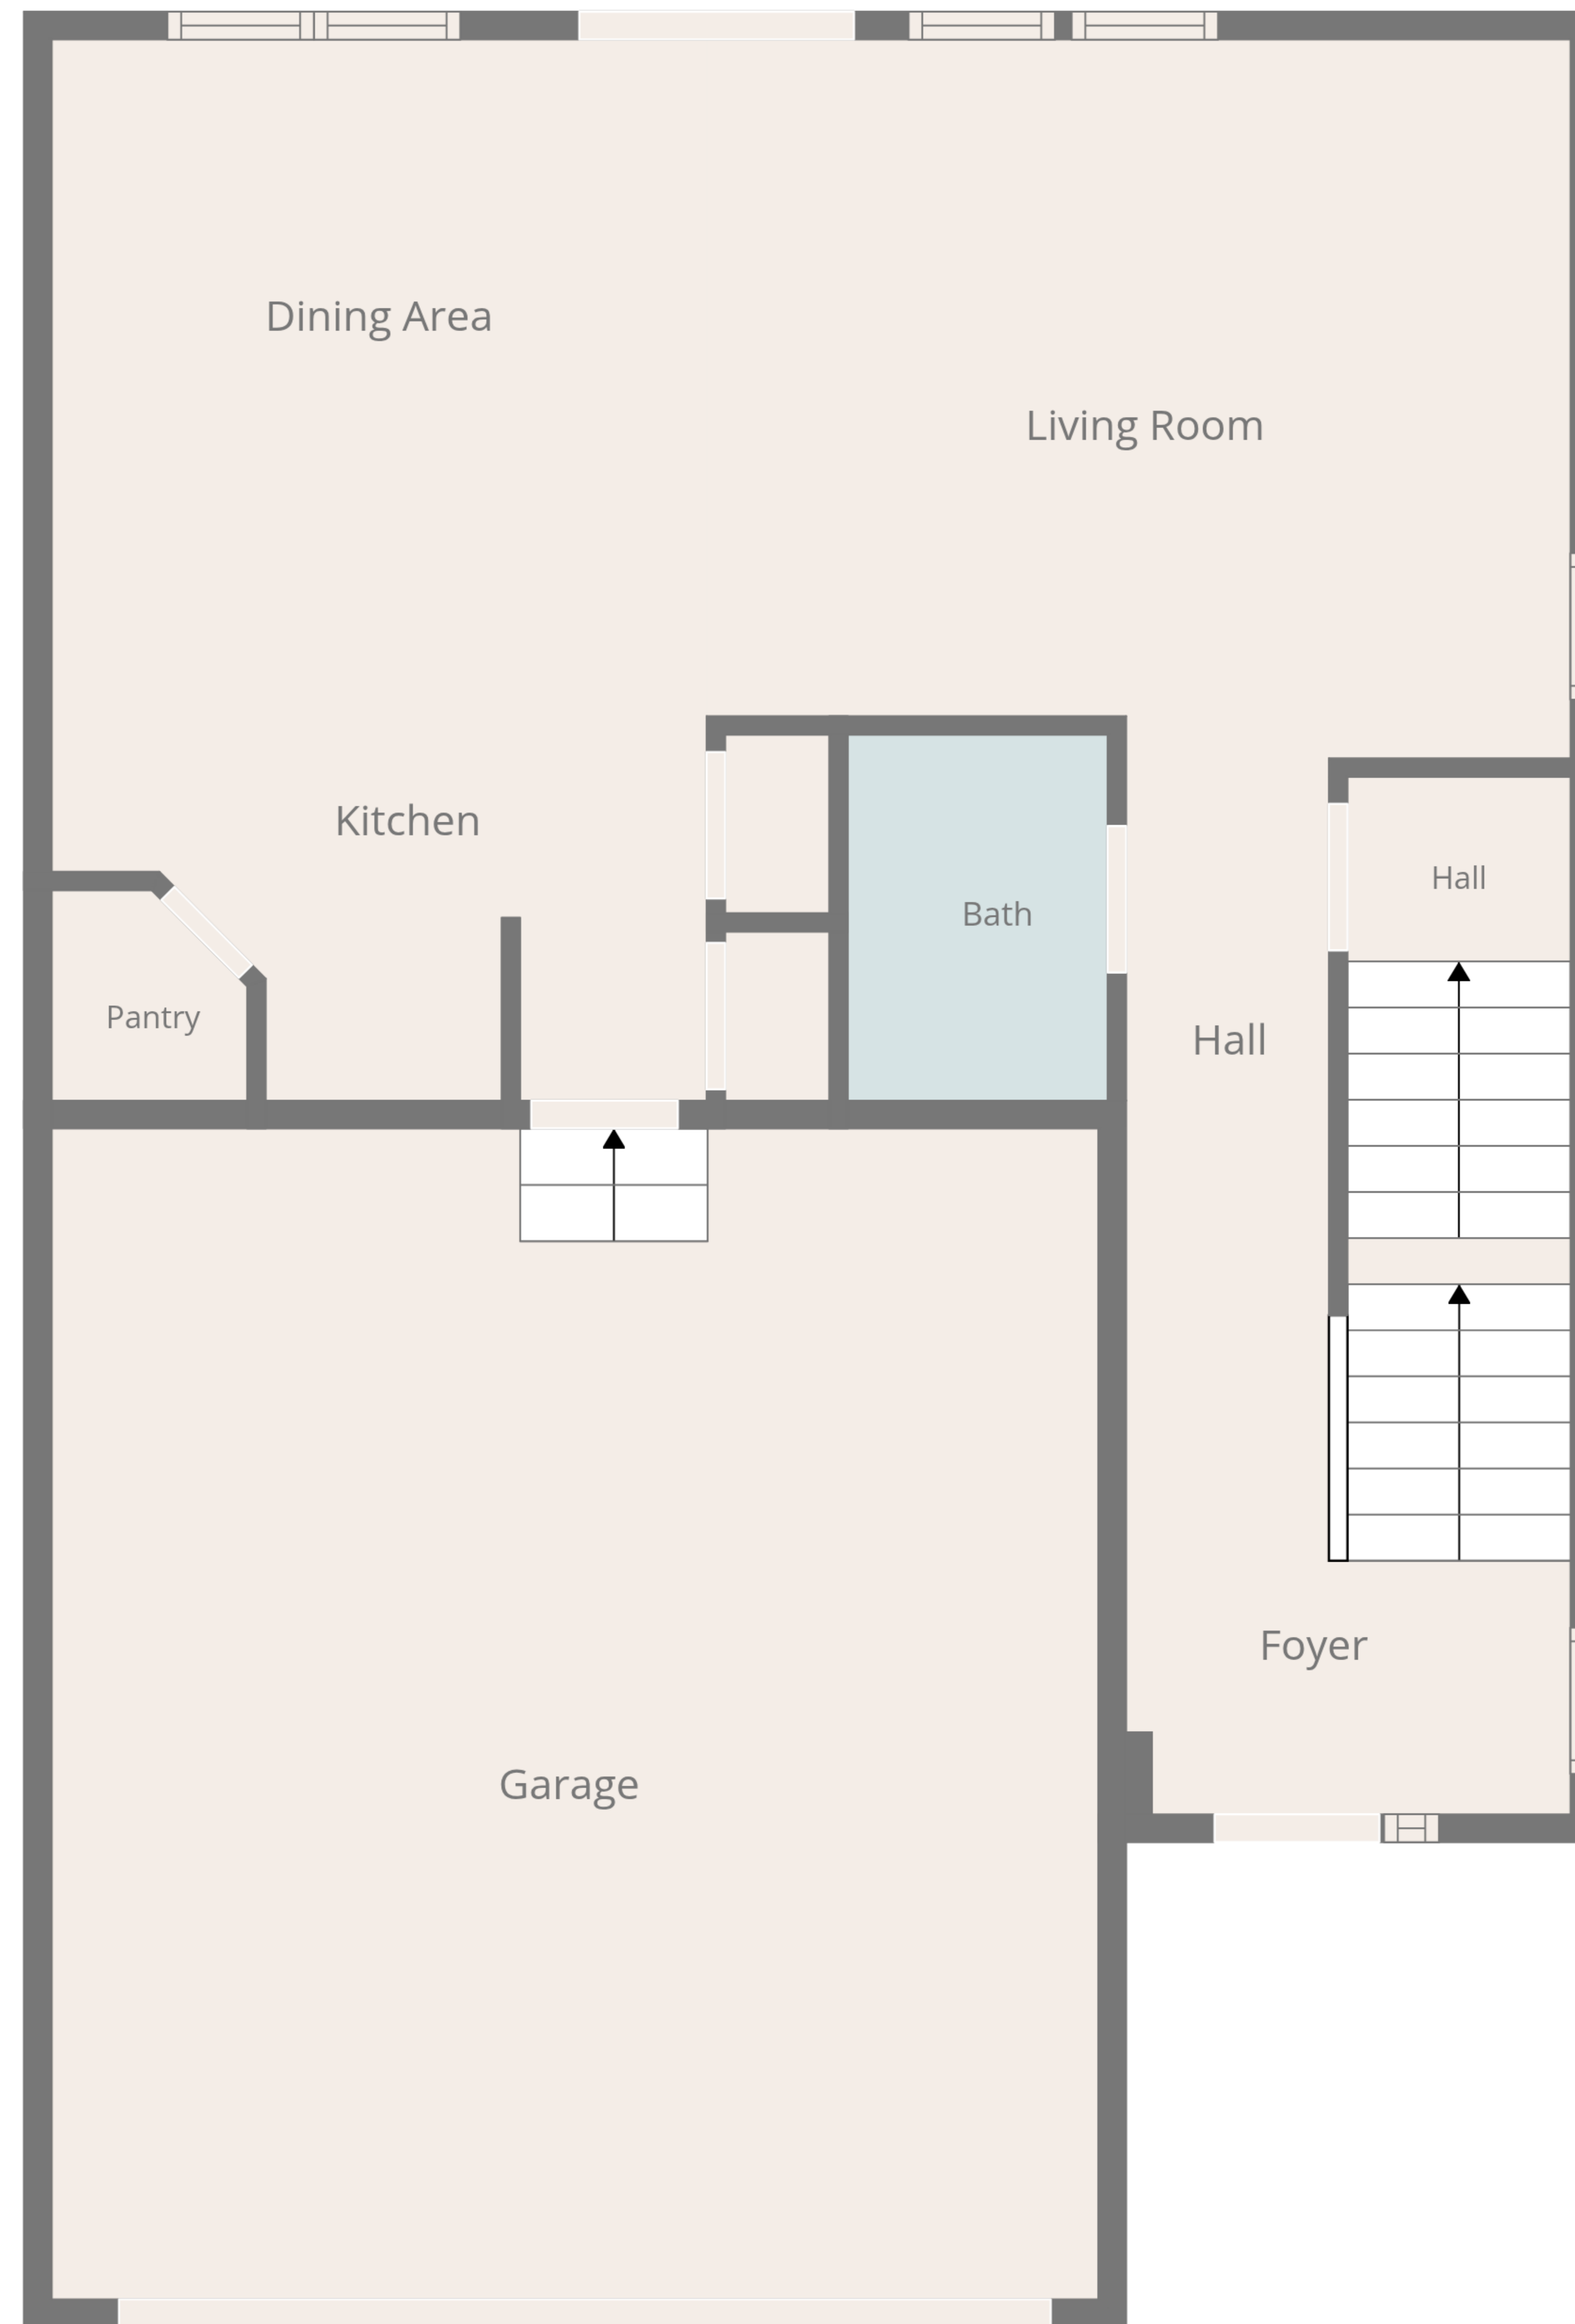 Dining Area
Living Room
Kitchen
Hall
Bath
Pantry
Hall
Foyer
Garage